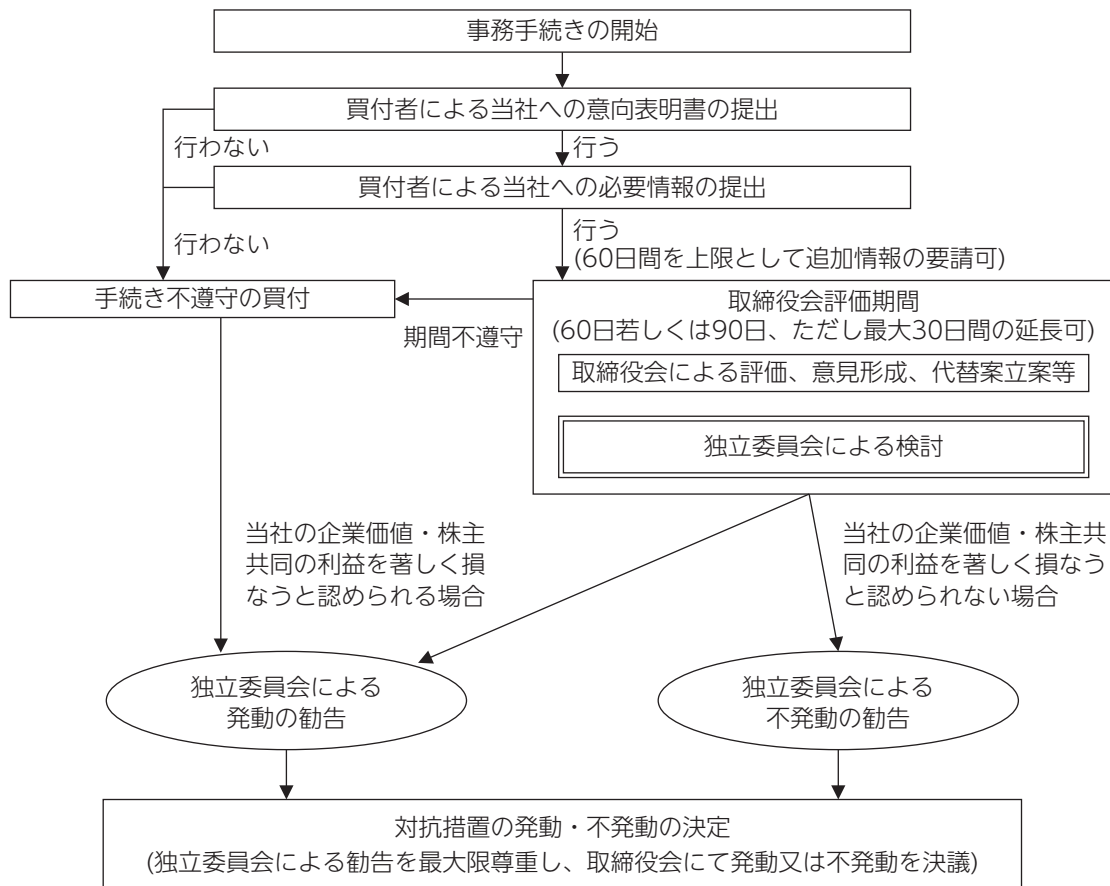 事務手続きの開始
買付者による当社への意向表明書の提出
行わない
行う
買付者による当社への必要情報の提出
行わない
行う
(60日間を上限として追加情報の要請可)
手続き不遵守の買付
期間不遵守
取締役会評価期間
(60日若しくは90日、ただし最大30日間の延長可)
取締役会による評価、意見形成、代替案立案等
独立委員会による検討
当社の企業価値・株主
共同の利益を著しく損
なうと認められる場合
当社の企業価値・株主共
同の利益を著しく損なう
と認められない場合
独立委員会による
発動の勧告
独立委員会による
不発動の勧告
対抗措置の発動・不発動の決定
(独立委員会による勧告を最大限尊重し、取締役会にて発動又は不発動を決議)